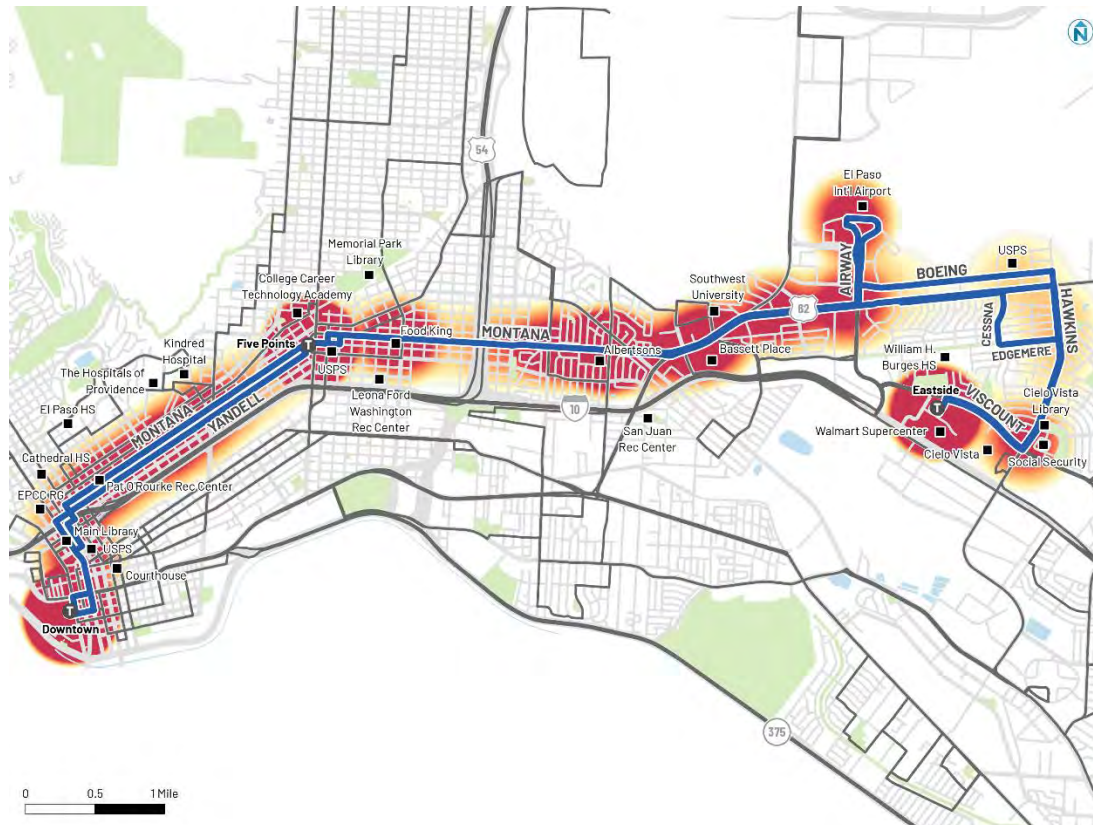 N
54
El Paso
Int'l Airport
Memorial Park
Library
USPS
BOEING
College Career
Technology Academy
Southwest
University
AIRWAY
62
HAWKINS
CESSNA
Five Points
T
Food King
MONTANA
Kindred
Hospital
USPS
Albertsons
Bassett Place
EDGEMERE
William H.
Burges HS
The Hospitals of
Providence
Leona Ford
Washington
Rec Center
10
Eastside
T
VISCOUNT
Cielo Vista
Library
El Paso HS
MONTANA
YANDELL
San Juan
Rec Center
Walmart Supercenter
Cielo Vista
Social Security
Cathedral HS
Pat O'Rourke Rec Center
EPCC RG
Main Library
USPS
Courthouse
T
Downtown
375
0
0.5
1 Mile